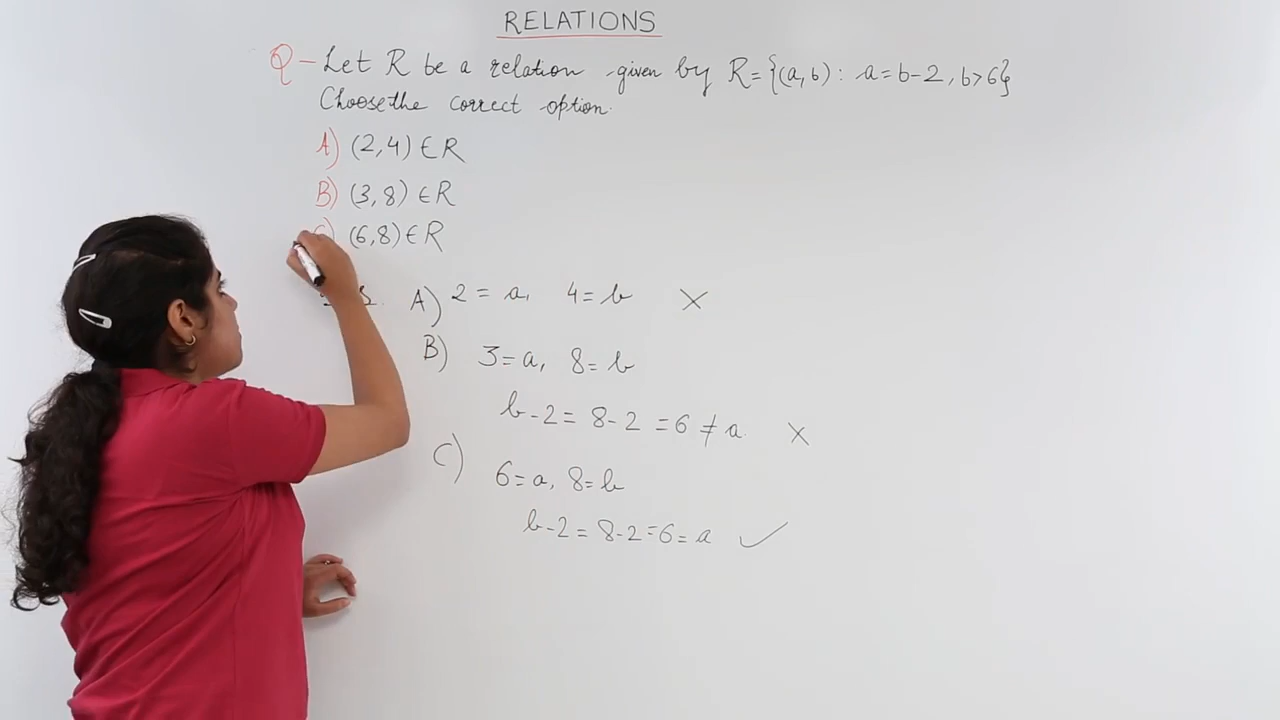 RELATIONS
Q - Let R be a relation given by R={(a,b): a=b-2, b>6}
Choose the correct option.
A) (2,4) ∈ R
B) (3,8) ∈ R
C) (6,8) ∈ R
A) 2 = a, 4 = b ×
B) 3 = a, 8 = b
b-2 = 8-2 = 6 ≠ a. ×
C) 6 = a, 8 = b
b-2 = 8-2 = 6 = a ✓